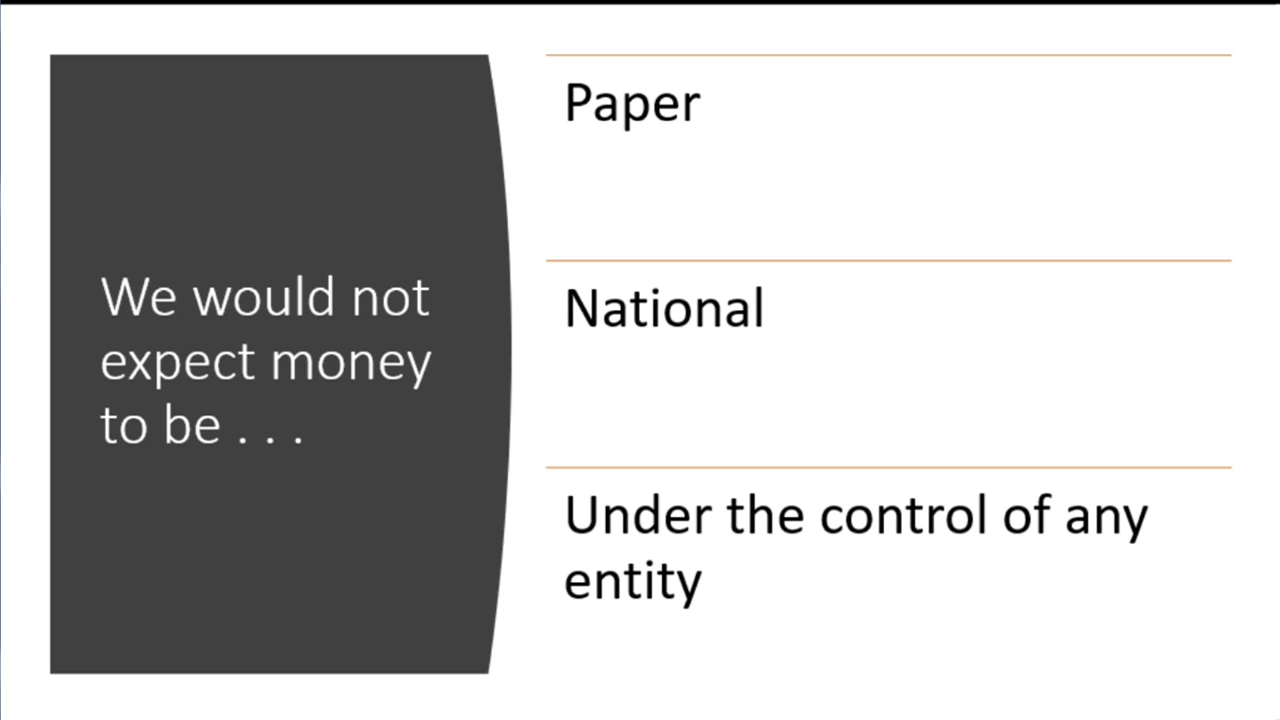 We would not
expect money
to be . . .
Paper
National
Under the control of any
entity